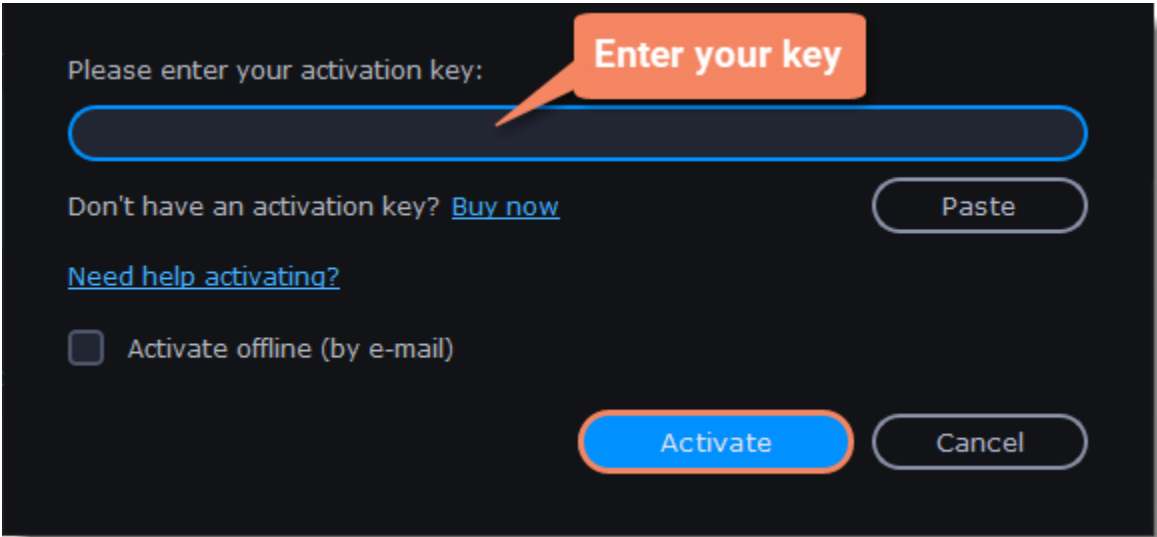 Enter your key
Please enter your activation key:
Don't have an activation key? Buy now
Paste
Need help activating?
Activate offline (by e-mail)
Activate
Cancel